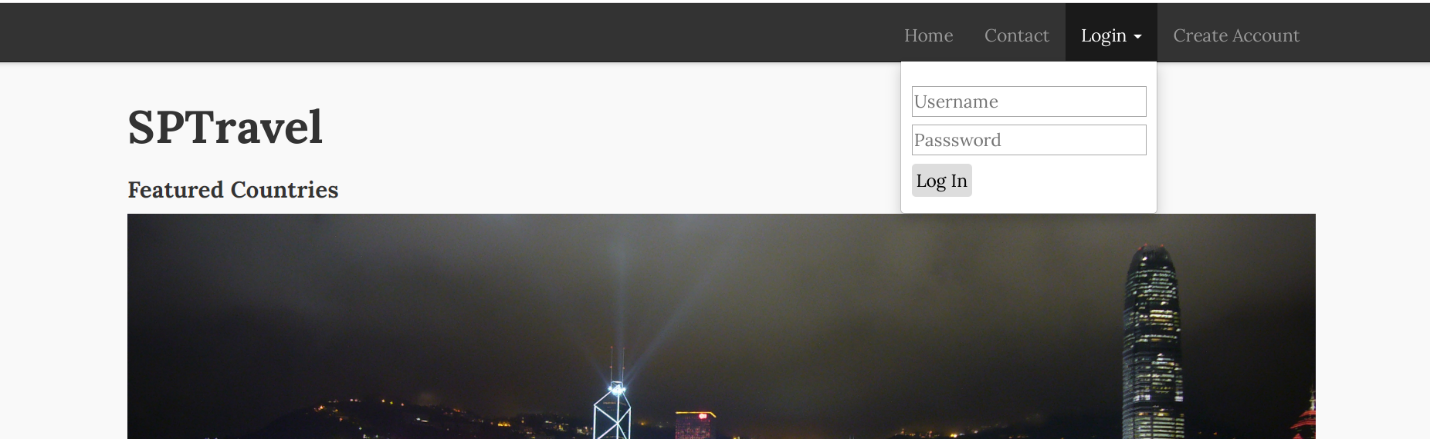 Home Contact Login Create Account
Username
Passsword
Log In
SPTravel
Featured Countries